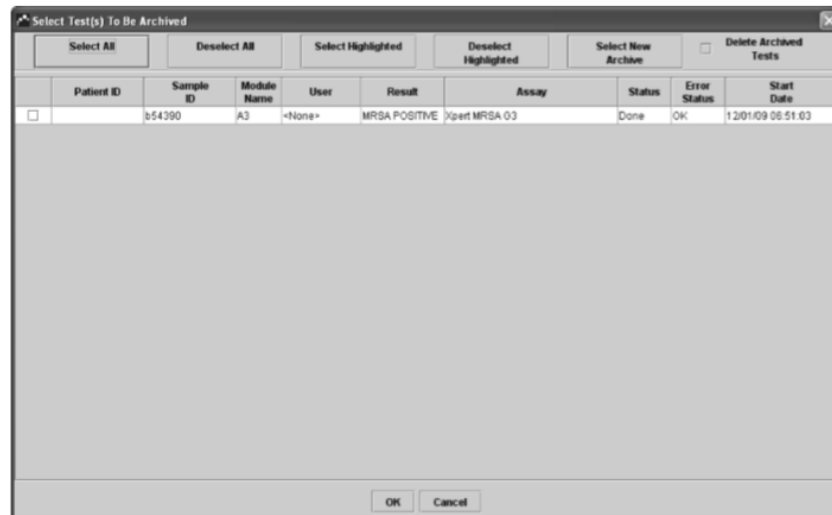 Select Test(s) To Be Archived
Select All Deselect All Select Highlighted Deselect Highlighted Select New Archive Delete Archived Tests
Patient ID Sample ID Module Name User Result Assay Status Error Status Start Date
b54390 A3 <None> MRSA POSITIVE Xpert MRSA G3 Done OK 12/01/09 06:51:03
OK Cancel